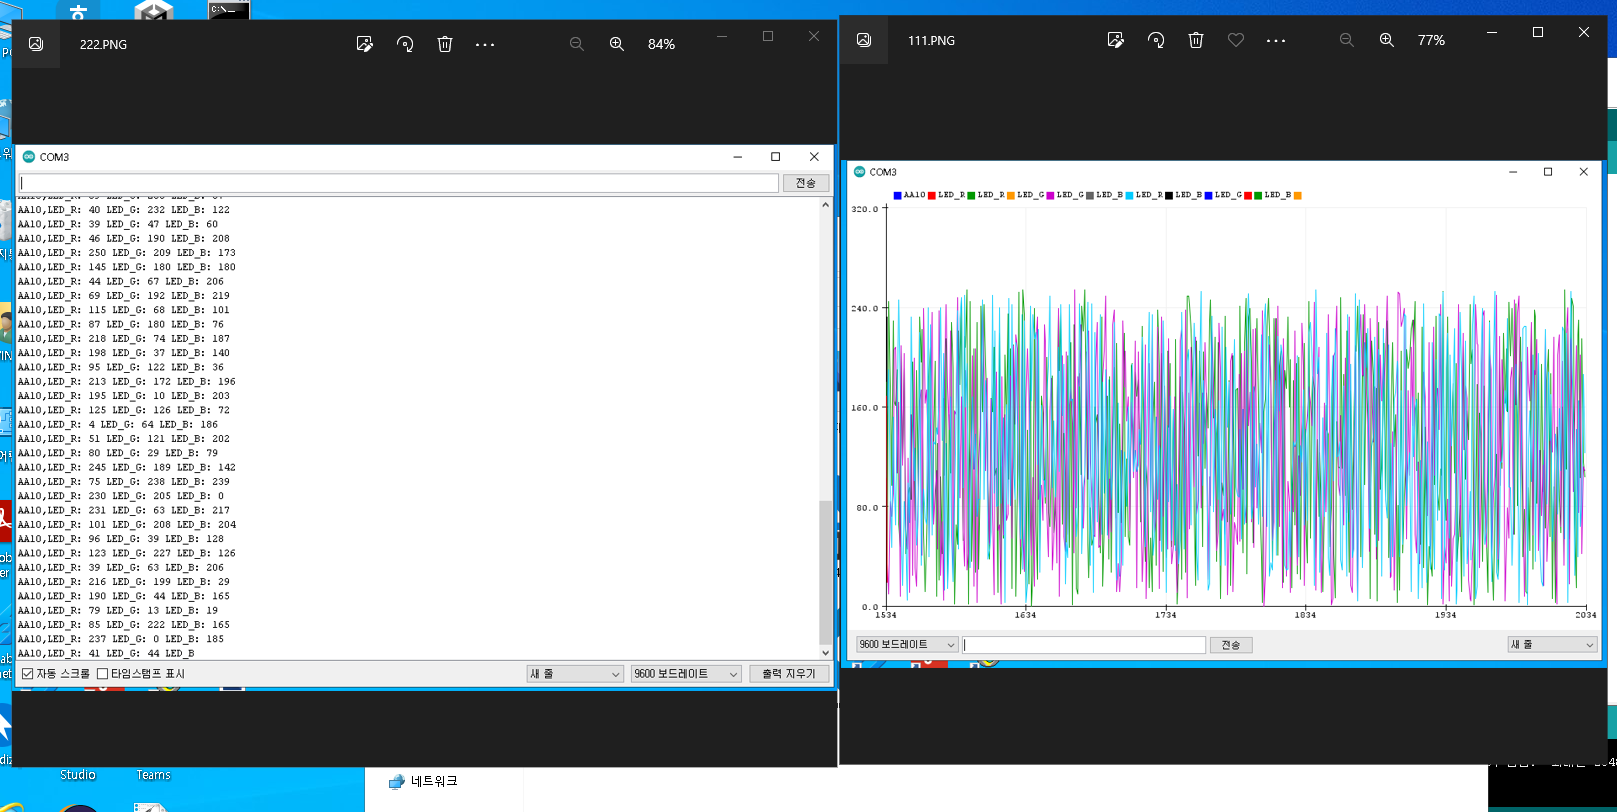 222.PNG
84%
COM3
전송
AA10,LED_R: 40 LED_G: 232 LED_B: 122
AA10,LED_R: 39 LED_G: 47 LED_B: 60
AA10,LED_R: 46 LED_G: 190 LED_B: 208
AA10,LED_R: 250 LED_G: 209 LED_B: 173
AA10,LED_R: 145 LED_G: 180 LED_B: 180
AA10,LED_R: 44 LED_G: 67 LED_B: 206
AA10,LED_R: 69 LED_G: 192 LED_B: 219
AA10,LED_R: 115 LED_G: 68 LED_B: 101
AA10,LED_R: 87 LED_G: 180 LED_B: 76
AA10,LED_R: 218 LED_G: 74 LED_B: 187
AA10,LED_R: 198 LED_G: 37 LED_B: 140
AA10,LED_R: 95 LED_G: 122 LED_B: 36
AA10,LED_R: 213 LED_G: 172 LED_B: 196
AA10,LED_R: 195 LED_G: 10 LED_B: 203
AA10,LED_R: 125 LED_G: 126 LED_B: 72
AA10,LED_R: 4 LED_G: 64 LED_B: 186
AA10,LED_R: 51 LED_G: 121 LED_B: 202
AA10,LED_R: 80 LED_G: 29 LED_B: 79
AA10,LED_R: 245 LED_G: 189 LED_B: 142
AA10,LED_R: 75 LED_G: 238 LED_B: 239
AA10,LED_R: 230 LED_G: 205 LED_B: 0
AA10,LED_R: 231 LED_G: 63 LED_B: 217
AA10,LED_R: 101 LED_G: 208 LED_B: 204
AA10,LED_R: 96 LED_G: 39 LED_B: 128
AA10,LED_R: 123 LED_G: 227 LED_B: 126
AA10,LED_R: 39 LED_G: 63 LED_B: 206
AA10,LED_R: 216 LED_G: 199 LED_B: 29
AA10,LED_R: 190 LED_G: 44 LED_B: 165
AA10,LED_R: 79 LED_G: 13 LED_B: 19
AA10,LED_R: 85 LED_G: 222 LED_B: 165
AA10,LED_R: 237 LED_G: 0 LED_B: 185
AA10,LED_R: 41 LED_G: 44 LED_B
자동 스크롤 타임스탬프 표시 새 줄 9600 보드레이트 출력 지우기
111.PNG
77%
COM3
AA10 LED_R LED_R LED_G LED_G LED_B LED_R LED_B LED_G LED_B
320.0
240.0
160.0
80.0
0.0
1534 1634 1734 1834 1934 2034
9600 보드레이트 전송 새 줄
Studio
Teams
네트워크